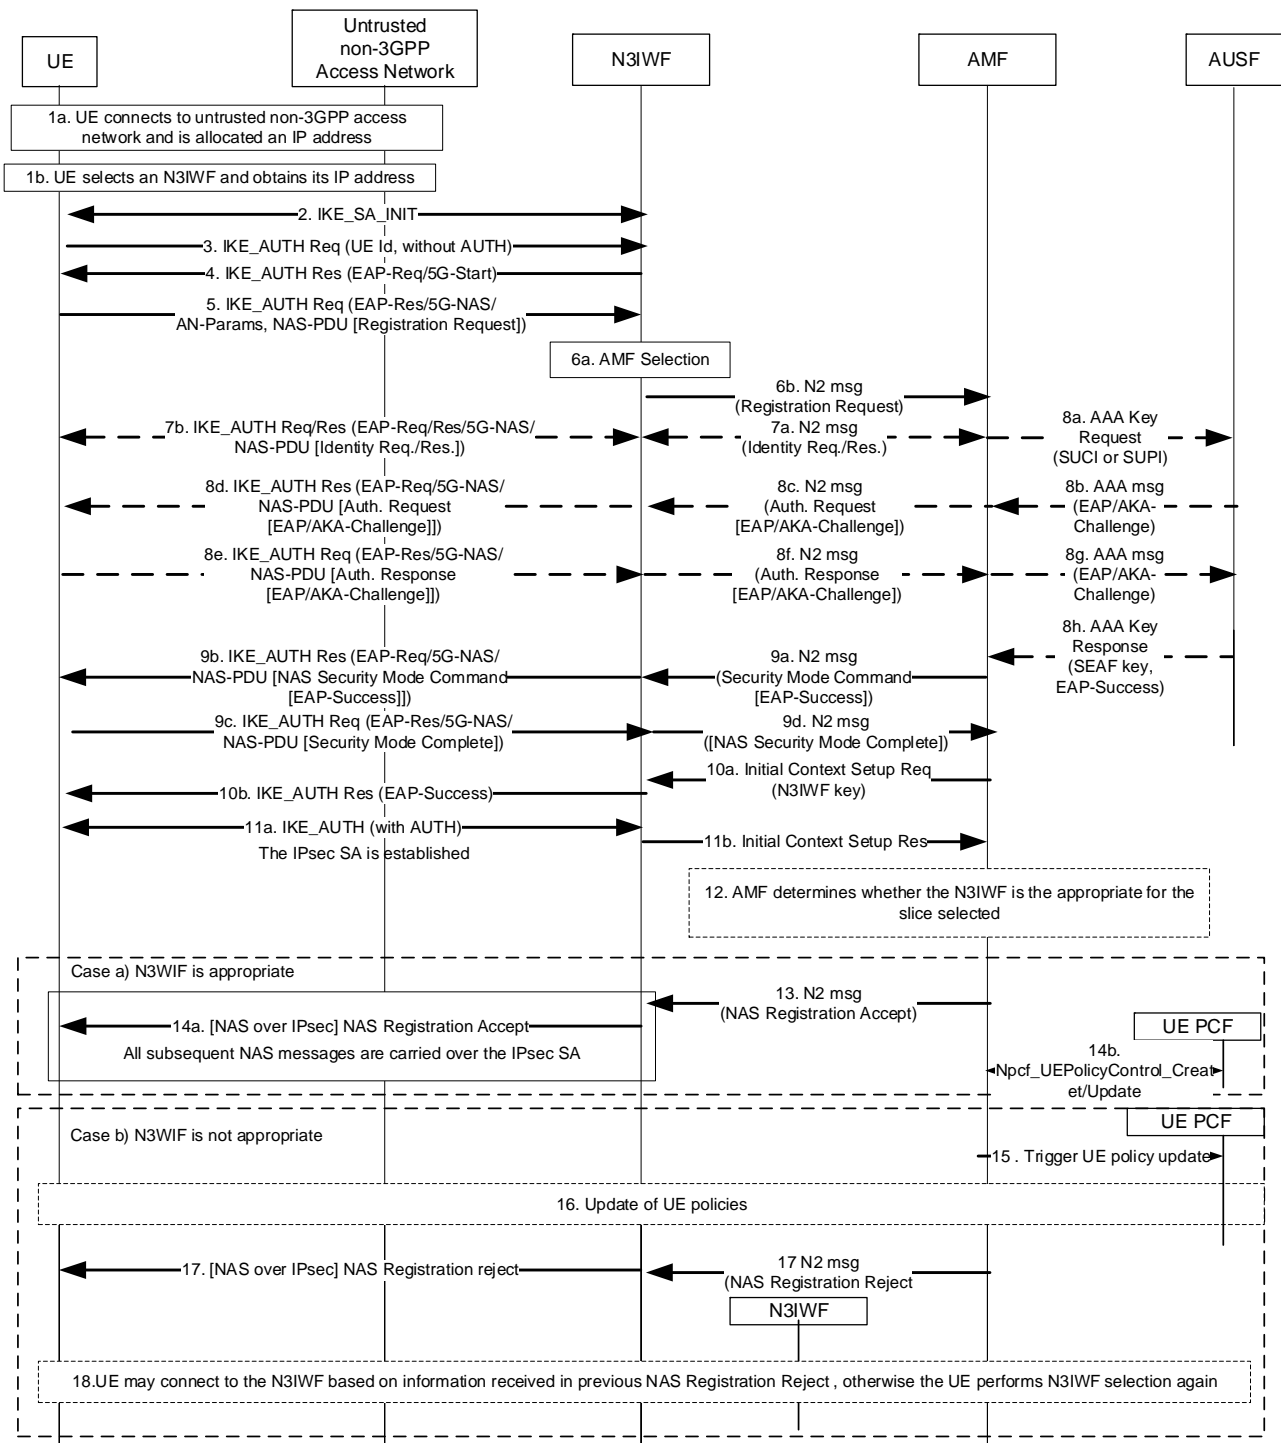 UE
Untrusted
non-3GPP
Access Network
N3IWF
AMF
AUSF
1a. UE connects to untrusted non-3GPP access
network and is allocated an IP address
1b. UE selects an N3IWF and obtains its IP address
2. IKE_SA_INIT
3. IKE_AUTH Req (UE Id, without AUTH)
4. IKE_AUTH Res (EAP-Req/5G-Start)
5. IKE_AUTH Req (EAP-Res/5G-NAS/
AN-Params, NAS-PDU [Registration Request])
6a. AMF Selection
6b. N2 msg
(Registration Request)
7b. IKE_AUTH Req/Res (EAP-Req/Res/5G-NAS/
NAS-PDU [Identity Req./Res.])
7a. N2 msg
(Identity Req./Res.)
8a. AAA Key
Request
(SUCI or SUPI)
8d. IKE_AUTH Res (EAP-Req/5G-NAS/
NAS-PDU [Auth. Request
[EAP/AKA-Challenge]])
8c. N2 msg
(Auth. Request
[EAP/AKA-Challenge])
8b. AAA msg
(EAP/AKA-
Challenge)
8e. IKE_AUTH Req (EAP-Res/5G-NAS/
NAS-PDU [Auth. Response
[EAP/AKA-Challenge]])
8f. N2 msg
(Auth. Response
[EAP/AKA-Challenge])
8g. AAA msg
(EAP/AKA-
Challenge)
8h. AAA Key
Response
(SEAF key,
EAP-Success)
9b. IKE_AUTH Res (EAP-Req/5G-NAS/
NAS-PDU [NAS Security Mode Command
[EAP-Success]])
9a. N2 msg
(Security Mode Command
[EAP-Success])
9c. IKE_AUTH Req (EAP-Res/5G-NAS/
NAS-PDU [Security Mode Complete])
9d. N2 msg
([NAS Security Mode Complete])
10a. Initial Context Setup Req
(N3IWF key)
10b. IKE_AUTH Res (EAP-Success)
11a. IKE_AUTH (with AUTH)
The IPsec SA is established
11b. Initial Context Setup Res
12. AMF determines whether the N3IWF is the appropriate for the
slice selected
Case a) N3WIF is appropriate
13. N2 msg
(NAS Registration Accept)
14a. [NAS over IPsec] NAS Registration Accept
All subsequent NAS messages are carried over the IPsec SA
UE PCF
14b.
Npcf_UEPolicyControl_Creat
et/Update
Case b) N3WIF is not appropriate
UE PCF
15 . Trigger UE policy update
16. Update of UE policies
17. [NAS over IPsec] NAS Registration reject
17 N2 msg
(NAS Registration Reject
N3IWF
18.UE may connect to the N3IWF based on information received in previous NAS Registration Reject , otherwise the UE performs N3IWF selection again